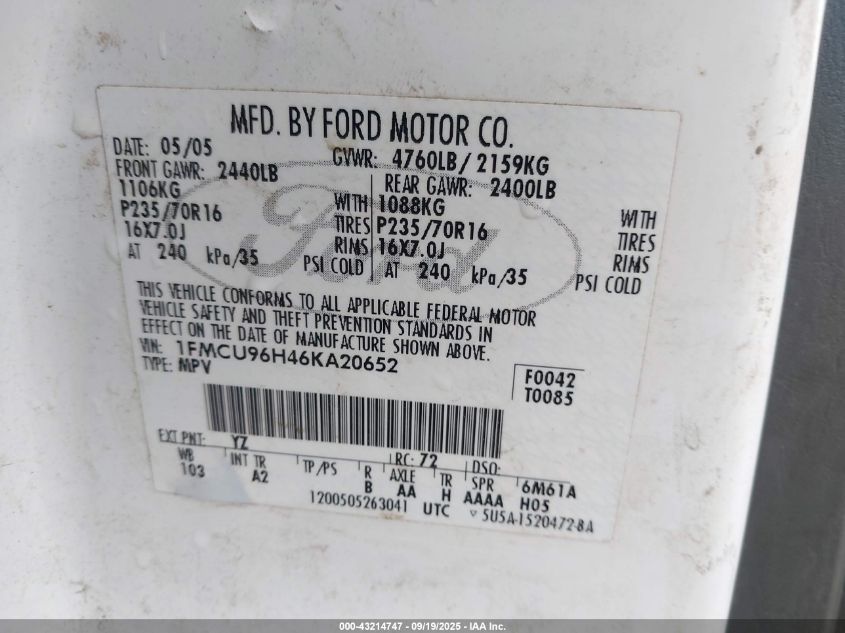 MFD. BY FORD MOTOR CO.
DATE: 05/05 GVWR: 4760LB/ 2159KG
FRONT GAWR: 2440LB REAR GAWR: 2400LB
1106KG WITH 1088KG WITH
P235/70R16 TIRES P235/70R16 TIRES
16X7.0J RIMS 16X7.0J RIMS
AT 240 kPa/35 PSI COLD AT 240 kPa/35 PSI COLD
THIS VEHICLE CONFORMS TO ALL APPLICABLE FEDERAL MOTOR
VEHICLE SAFETY AND THEFT PREVENTION STANDARDS IN
EFFECT ON THE DATE OF MANUFACTURE SHOWN ABOVE.
VIN: 1FMCU96H46KA20652
TYPE: MPV
F0042
T0085
Ford
EXT PNT: YZ RC: 72 DSO:
WB INT TR TP/PS R AXLE TR SPR 6M61A
103 A2 B AA H AAAA H05
1200505263041 UTC ▽ 5U5A-1520472-BA
000-43214747 - 09/19/2025 - IAA Inc.